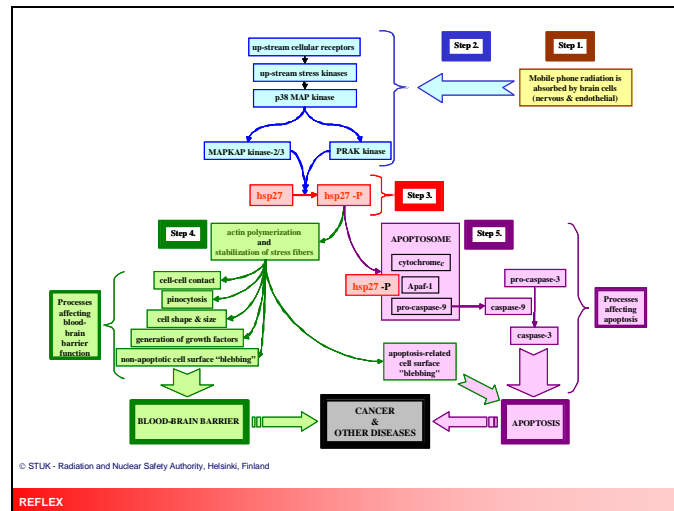 up-stream cellular receptors
up-stream stress kinases
p38 MAP kinase
MAPKAP kinase-2/3
PRAK kinase
Step 2.
Step 1.
Mobile phone radiation is
absorbed by brain cells
(nervous & endothelial)
hsp27
hsp27 -P
Step 3.
Step 4.
actin polymerization
and
stabilization of stress fibers
Step 5.
APOPTOSOME
cytochromec
hsp27 -P
Apaf-1
pro-caspase-9
caspase-9
pro-caspase-3
caspase-3
Processes
affecting
apoptosis
Processes
affecting
blood-
brain
barrier
function
cell-cell contact
pinocytosis
cell shape & size
generation of growth factors
non-apoptotic cell surface “blebbing”
apoptosis-related
cell surface
"blebbing"
BLOOD-BRAIN BARRIER
CANCER
&
OTHER DISEASES
APOPTOSIS
© STUK - Radiation and Nuclear Safety Authority, Helsinki, Finland
REFLEX